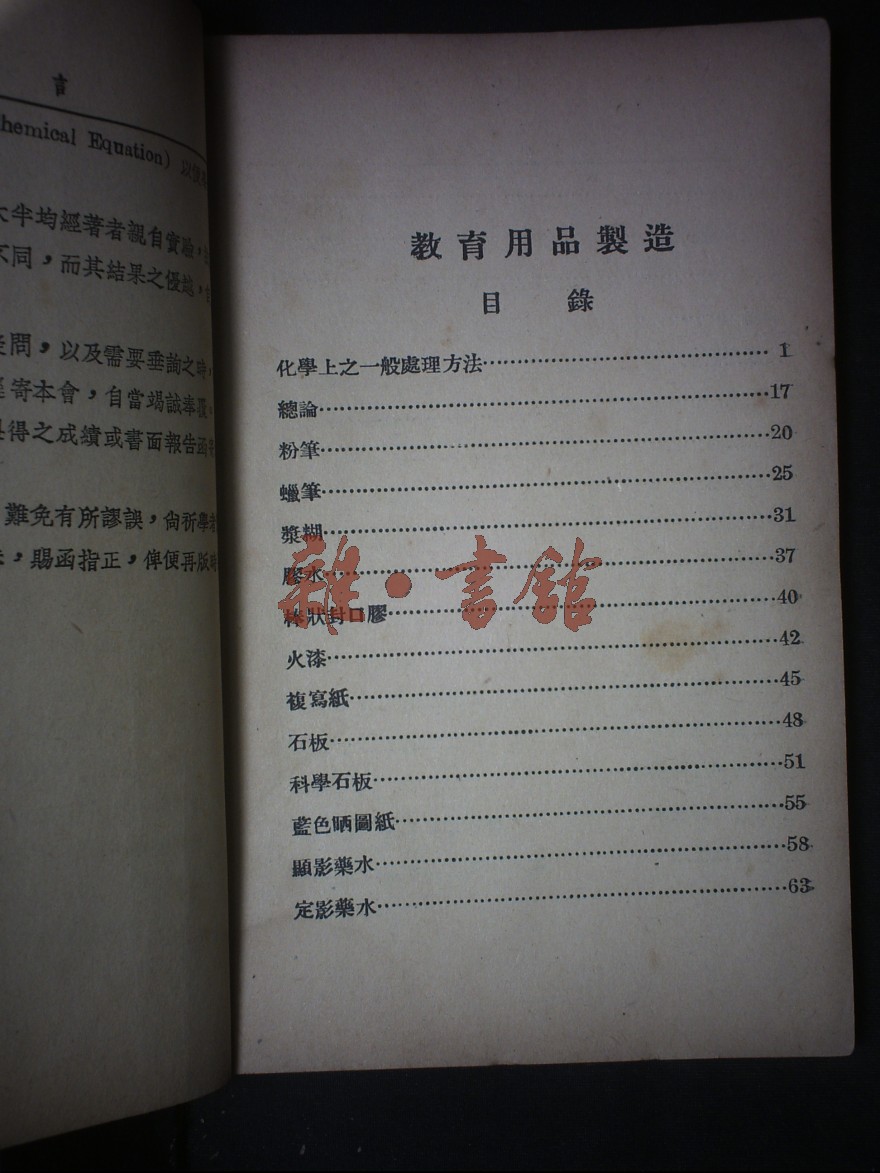 言
hemical Equation) 以
大半均經著者親自實驗，
不同，而其結果之優越，
問，以及需要垂詢之時，
寄本會，自當竭誠奉覆。
得之成績或書面報告函
難免有所謬誤，尙祈學
，賜函指正，俾便再版
教育用品製造
目錄
化學上之一般處理方法 1
總論 17
粉筆 20
蠟筆 25
漿糊 31
膠水 37
棒狀封口膠 40
火漆 42
複寫紙 45
石板 48
科學石板 51
藍色晒圖紙 55
顯影藥水 58
定影藥水 63
雜·書館